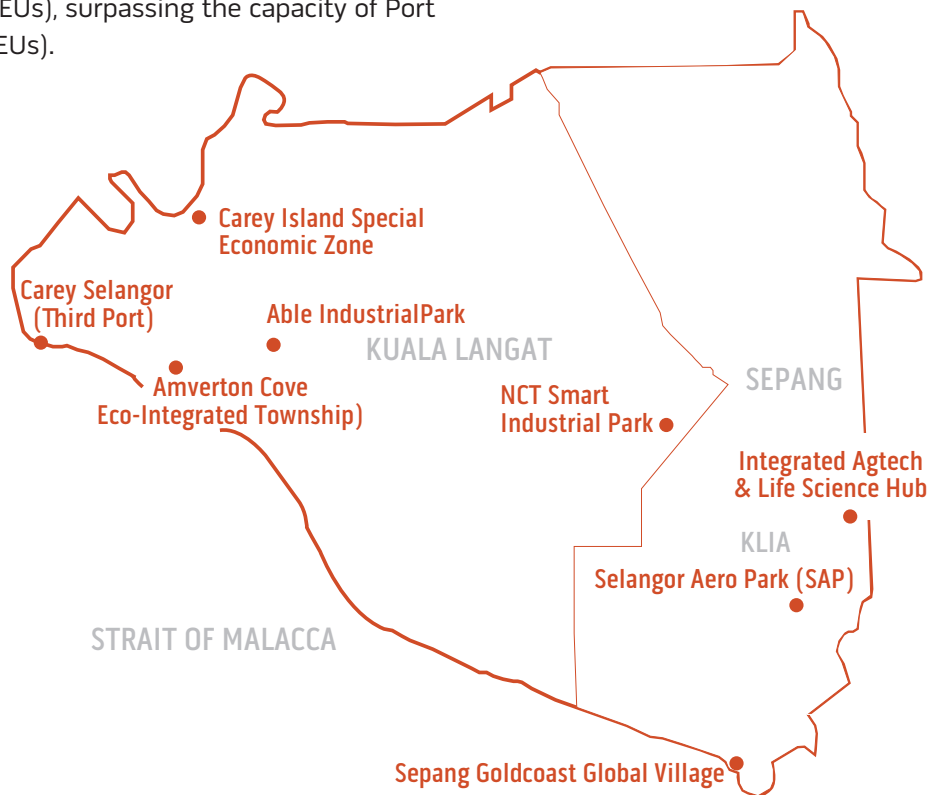 EUs), surpassing the capacity of Port
EUs).
Carey Island Special
Economic Zone
Carey Selangor
(Third Port)
Able IndustrialPark
KUALA LANGAT
Amverton Cove
Eco-Integrated Township)
NCT Smart
Industrial Park
SEPANG
Integrated Agtech
& Life Science Hub
KLIA
Selangor Aero Park (SAP)
STRAIT OF MALACCA
Sepang Goldcoast Global Village